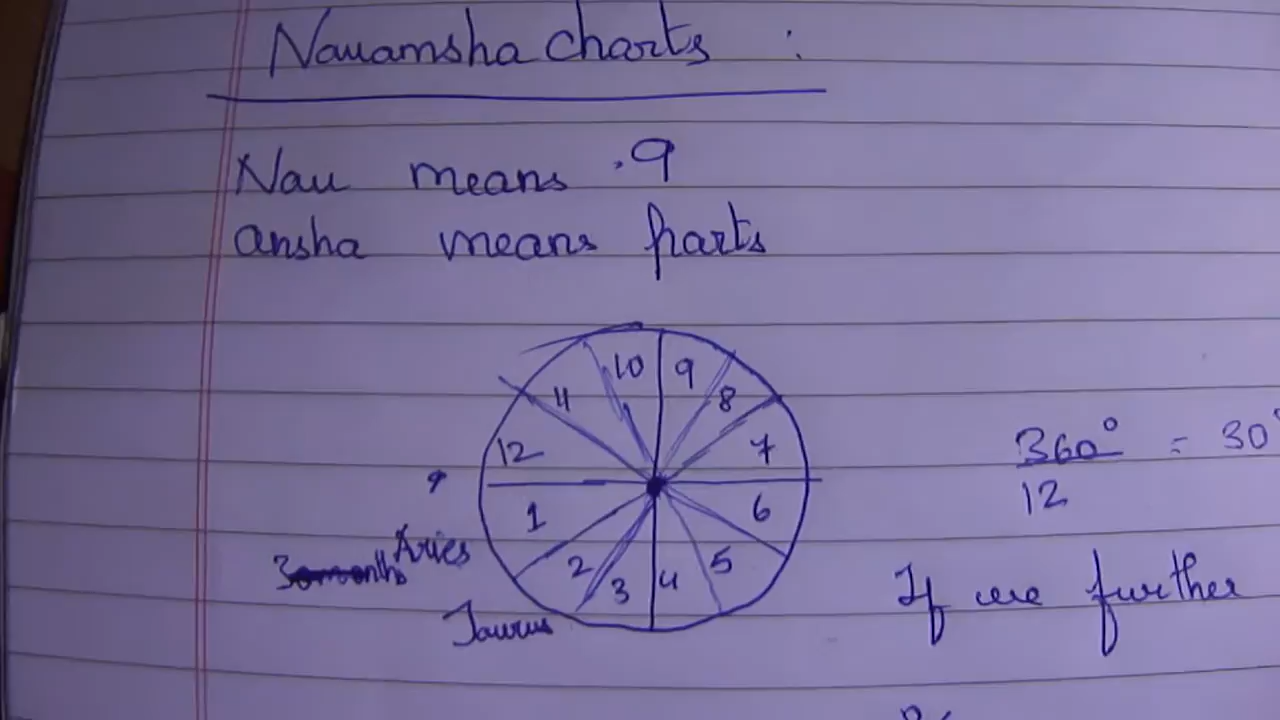 Navamsha charts :
Nau means 9
ansha means parts
10 9
11 8
12 7
360° = 30°
12
1 6
Aries
2 5
3 4
Taurus
If we further